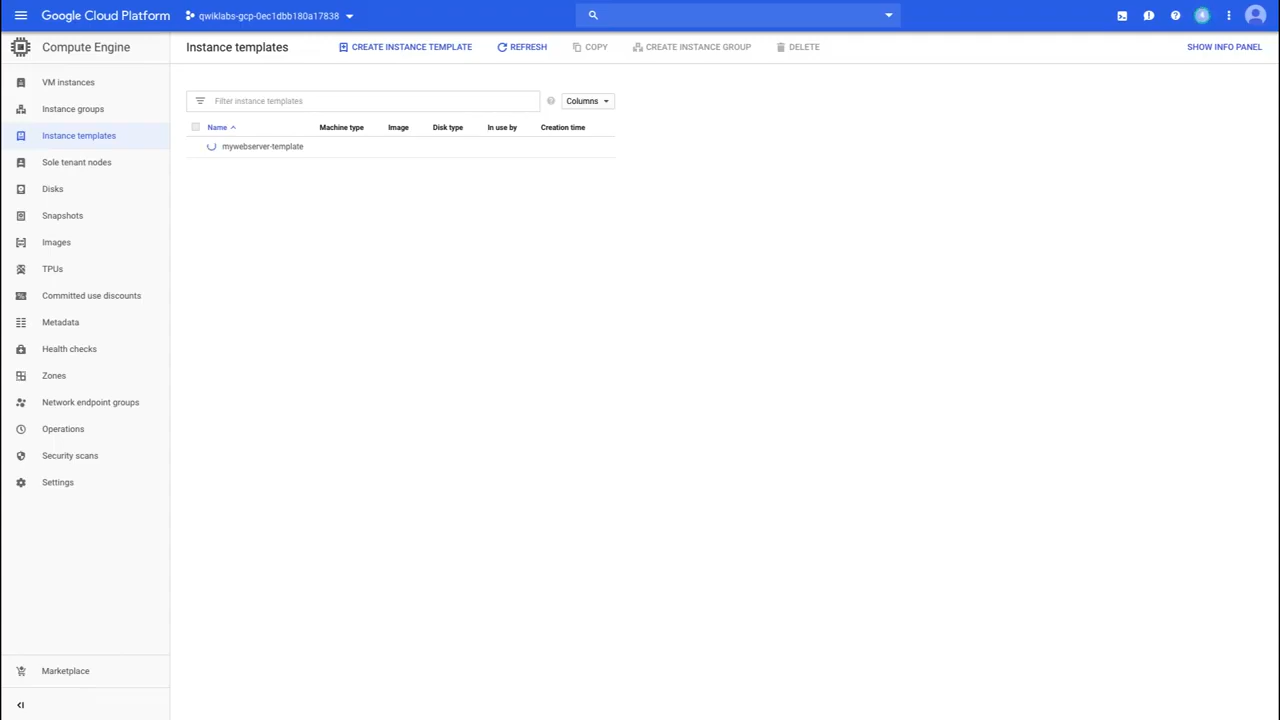 Google Cloud Platform qwiklabs-gcp-0ec1dbb180a17838
Compute Engine
Instance templates CREATE INSTANCE TEMPLATE REFRESH COPY CREATE INSTANCE GROUP DELETE SHOW INFO PANEL
VM instances
Instance groups
Instance templates
Sole tenant nodes
Disks
Snapshots
Images
TPUs
Committed use discounts
Metadata
Health checks
Zones
Network endpoint groups
Operations
Security scans
Settings
Marketplace
Filter instance templates Columns
Name Machine type Image Disk type In use by Creation time
mywebserver-template